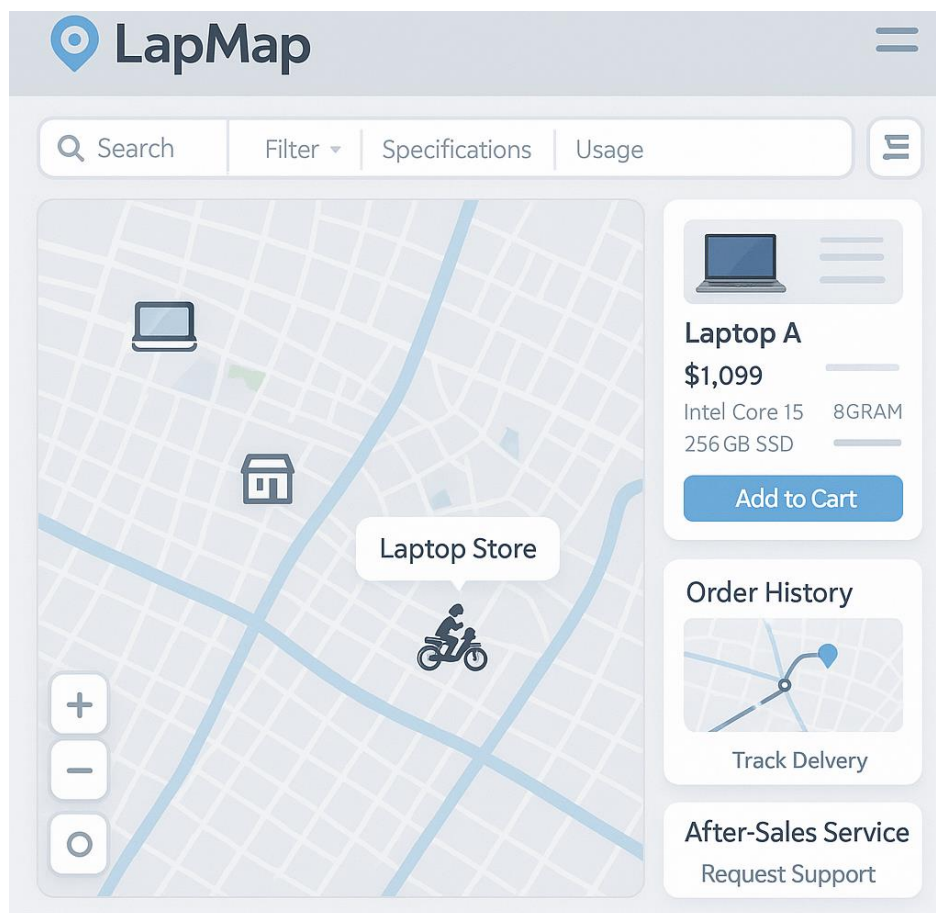 LapMap
Search
Filter
Specifications
Usage
Laptop A
$1,099
Intel Core 15
8GRAM
256 GB SSD
Add to Cart
Laptop Store
Order History
Track Delvery
After-Sales Service
Request Support